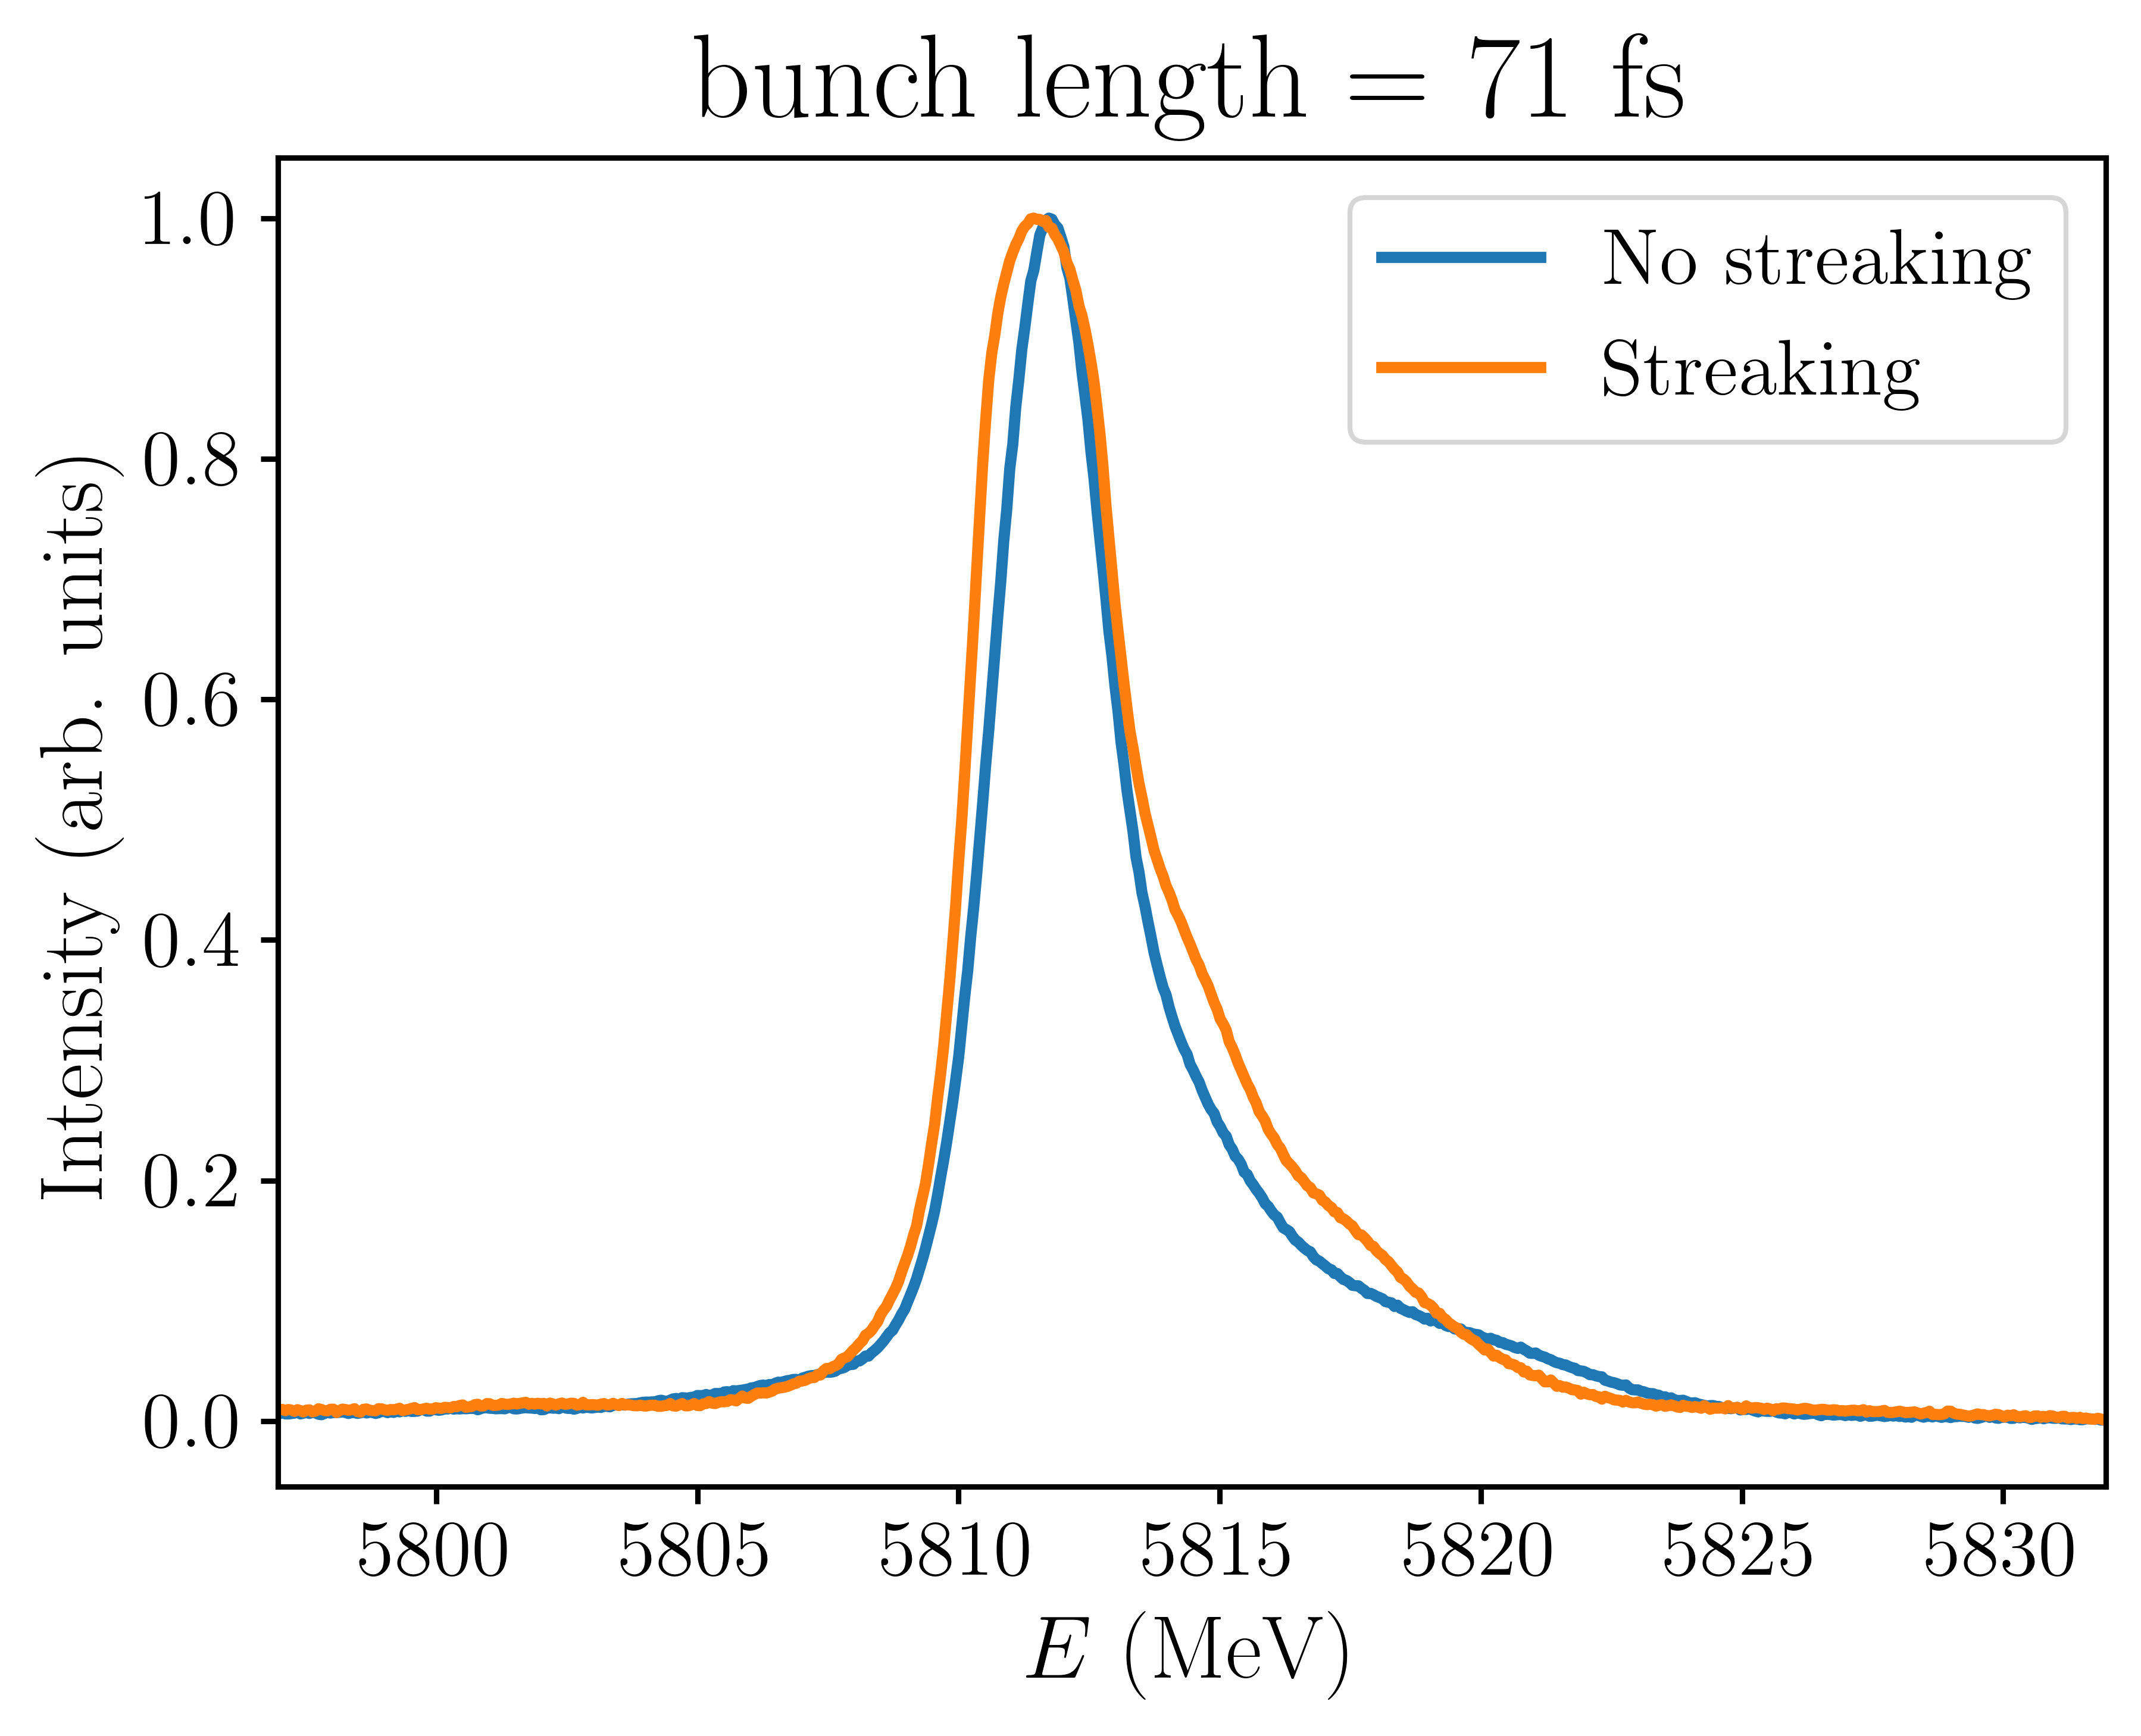 bunch length = 71 fs
No streaking
Streaking
Intensity (arb. units)
1.0
0.8
0.6
0.4
0.2
0.0
5800 5805 5810 5815 5820 5825 5830
E (MeV)